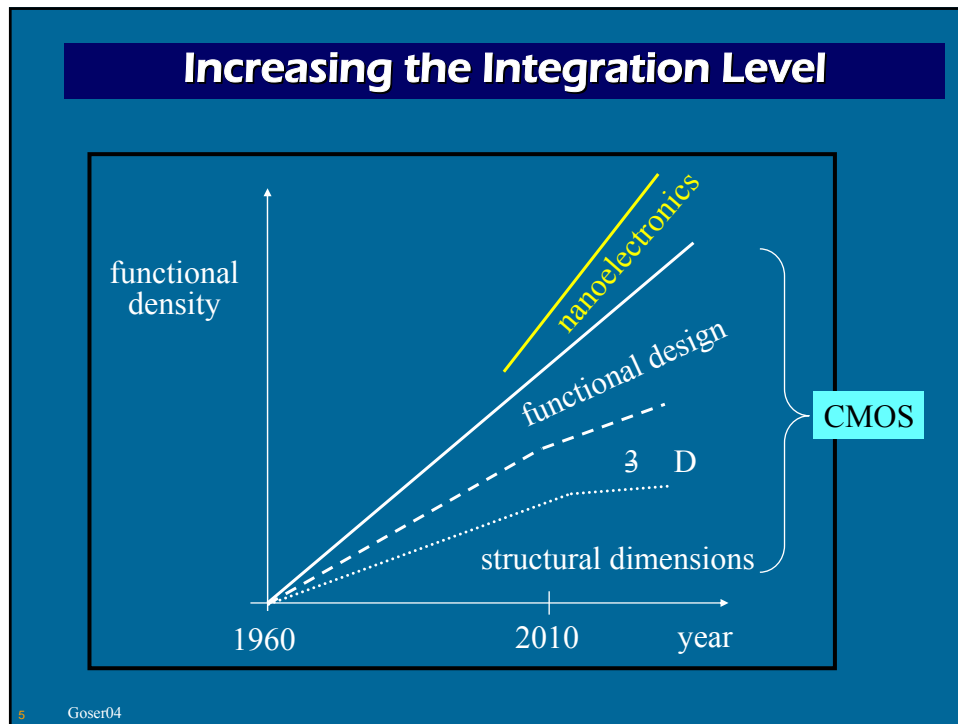 Increasing the Integration Level
functional
density
nanoelectronics
functional design
CMOS
3 D
structural dimensions
1960
2010
year
5
Goser04